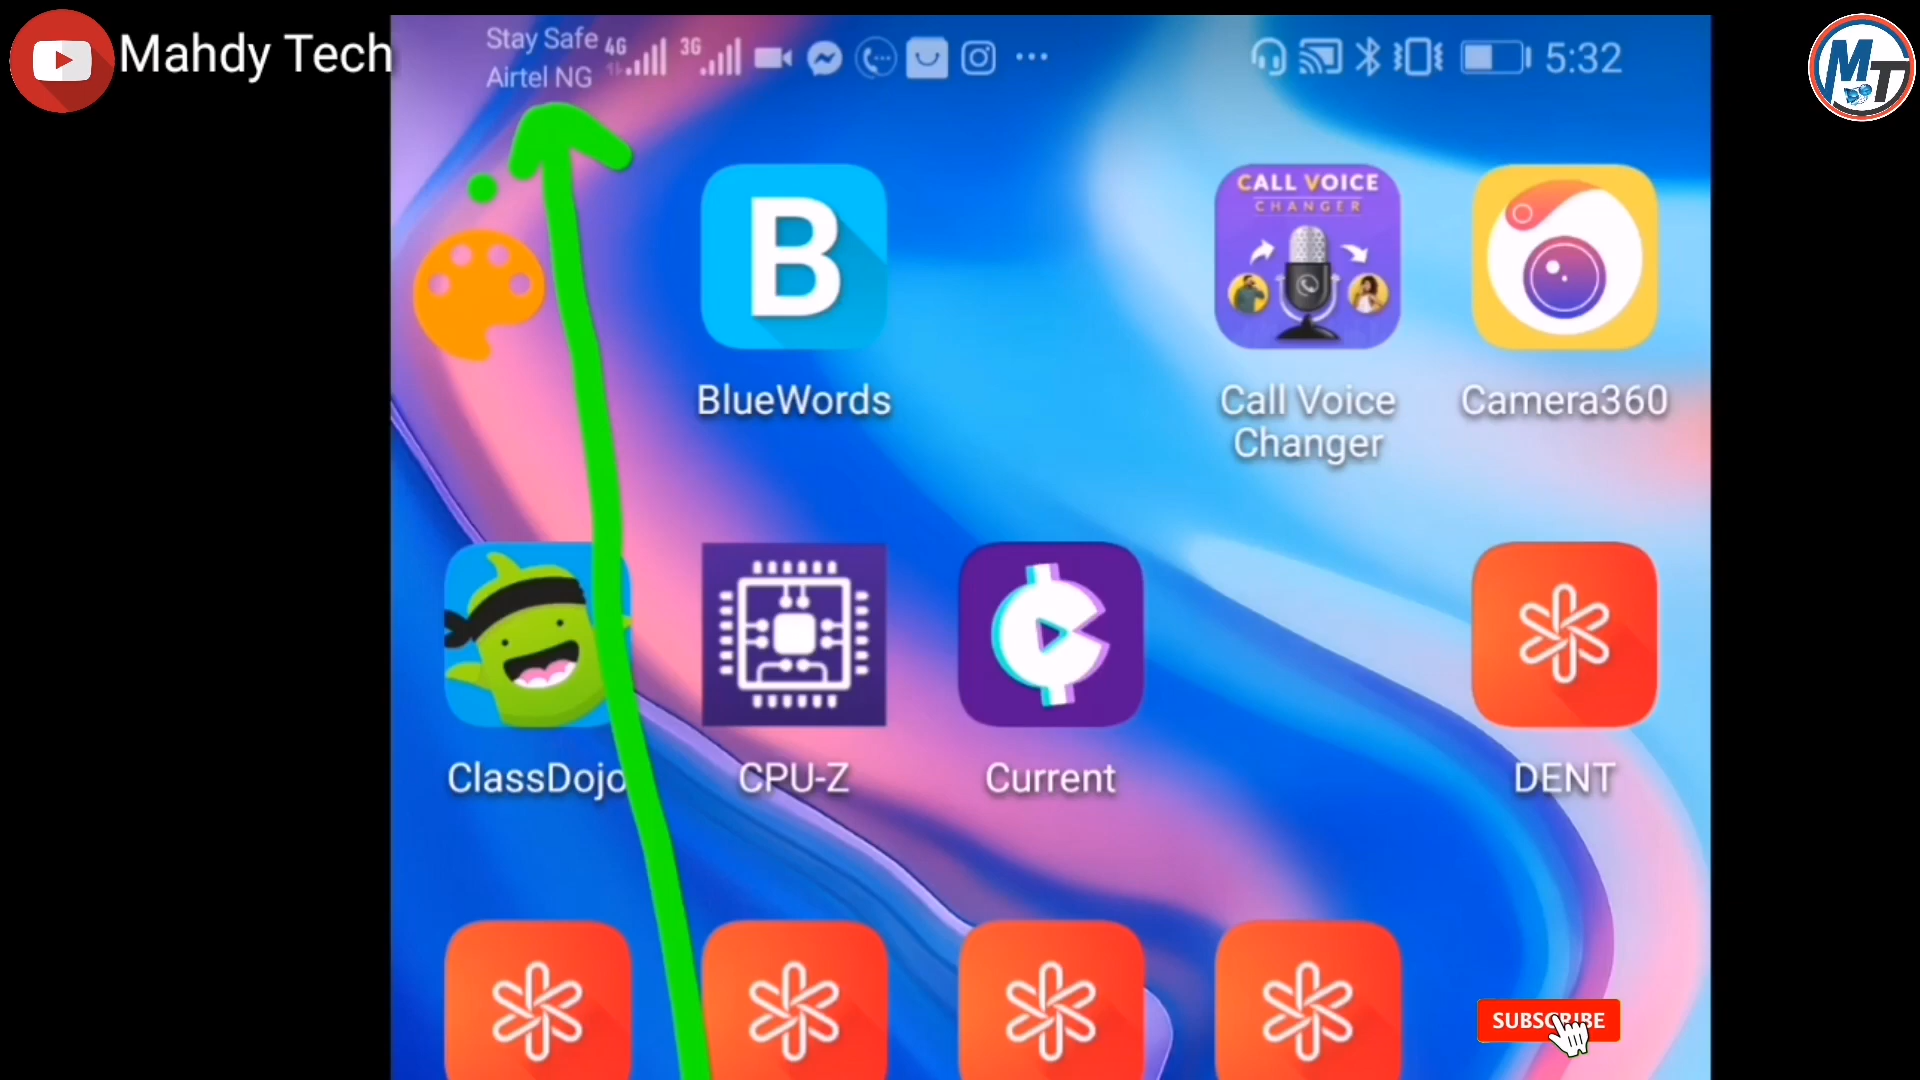 Mahdy Tech
Stay Safe
Airtel NG
4G
3G
5:32
MT
B
CALL VOICE
CHANGER
BlueWords
Call Voice
Changer
Camera360
ClassDojo
CPU-Z
Current
DENT
SUBSCRIBE